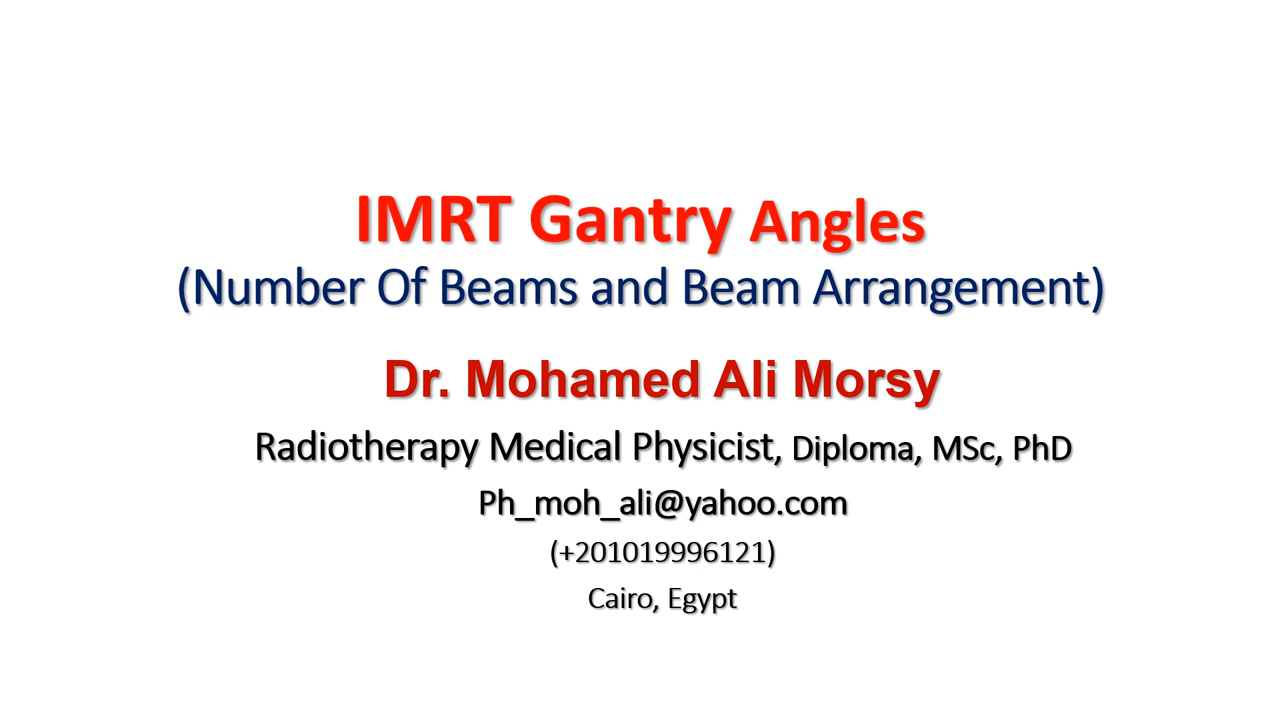 IMRT Gantry Angles
(Number Of Beams and Beam Arrangement)
Dr. Mohamed Ali Morsy
Radiotherapy Medical Physicist, Diploma, MSc, PhD
Ph_moh_ali@yahoo.com
(+201019996121)
Cairo, Egypt